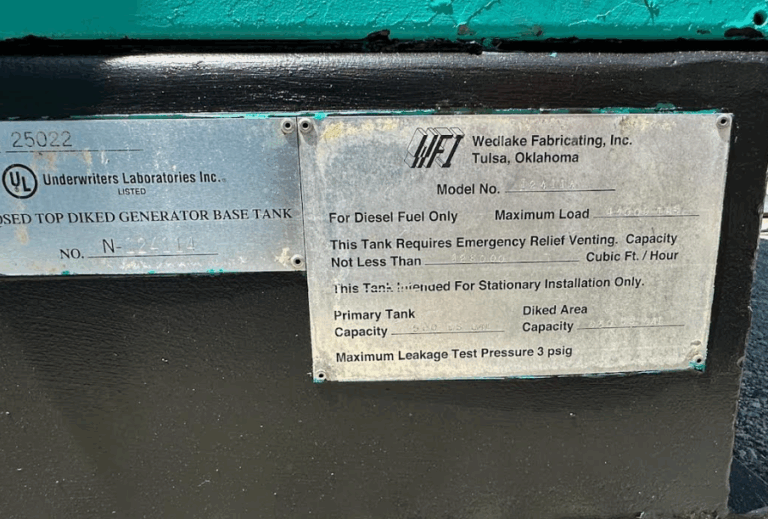 25022
UL Underwriters Laboratories Inc.
LISTED
OSED TOP DIKED GENERATOR BASE TANK
NO. N-
WFI Wedlake Fabricating, Inc.
Tulsa, Oklahoma
Model No.
For Diesel Fuel Only Maximum Load
This Tank Requires Emergency Relief Venting. Capacity
Not Less Than Cubic Ft. / Hour
This Tank Intended For Stationary Installation Only.
Primary Tank Diked Area
Capacity Capacity
Maximum Leakage Test Pressure 3 psig